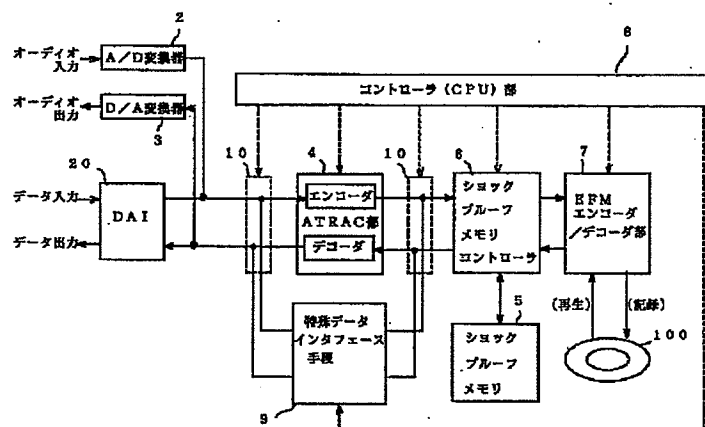 2
オーディオ
入力
A/D変換器
8
コントローラ(CPU)部
オーディオ
出力
D/A変換器
3
20
10
4
10
6
7
データ入力
DAI
データ出力
エンコーダ
ATRAC部
デコーダ
ショック
プルーフ
メモリ
コントローラ
EFM
エンコーダ
/デコーダ部
特殊データ
インタフェース
手段
9
5
ショック
プルーフ
メモリ
(再生)
(記録)
100